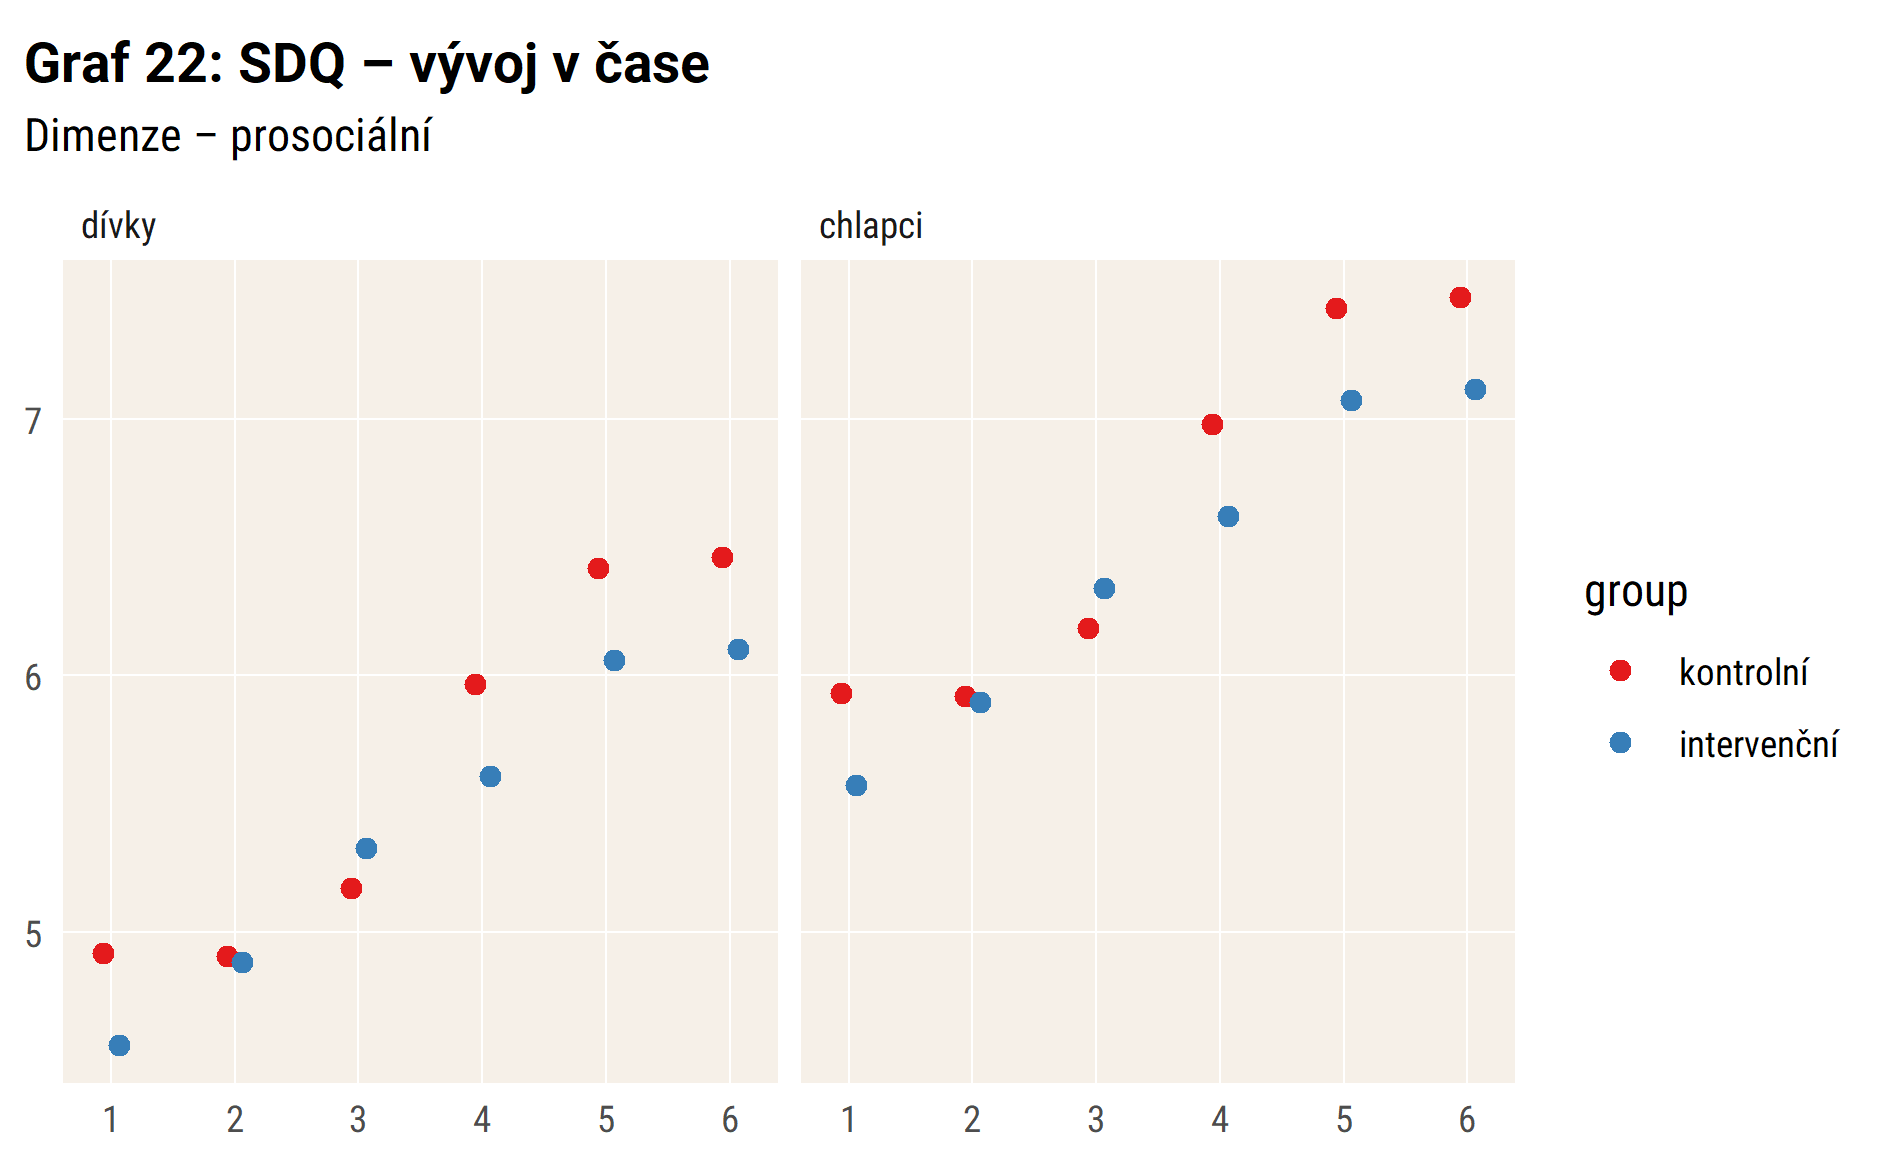 Graf 22: SDQ – vývoj v čase
Dimenze – prosociální
dívky
chlapci
7
6
5
1 2 3 4 5 6
1 2 3 4 5 6
group
kontrolní
intervenční